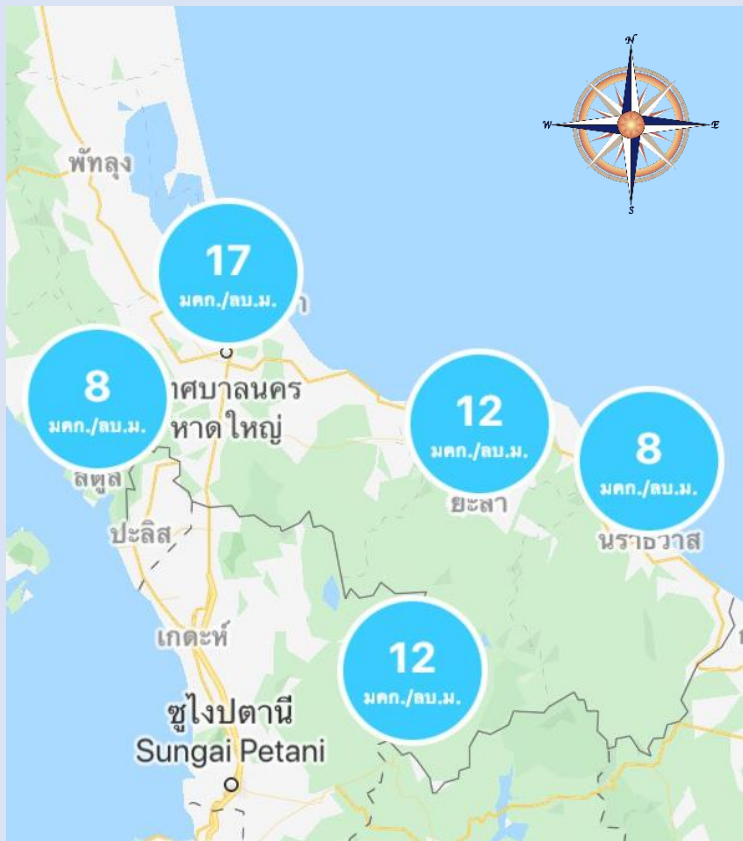 N
W
E
S
พัทลุง
17
มคก./ลบ.ม.
8
มคก./ลบ.ม.
ทศบาลนคร
หาดใหญ่
12
มคก./ลบ.ม.
8
มคก./ลบ.ม.
สตูล
ยะลา
ปะลิส
นราธิวาส
เกดะห์
12
มคก./ลบ.ม.
ซูไงปตานี
Sungai Petani